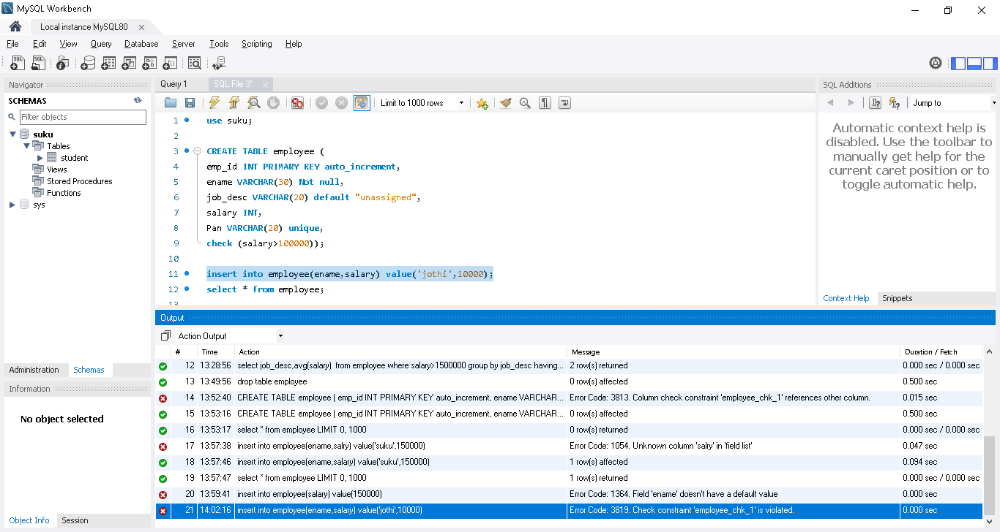 MySQL Workbench
Local instance MySQL80
File Edit View Query Database Server Tools Scripting Help
Navigator
SCHEMAS
Filter objects
suku
Tables
student
Views
Stored Procedures
Functions
sys
Administration Schemas
Information
No object selected
Object Info Session
Query 1 SQL File 3*
Limit to 1000 rows
1 use suku;
2
3 CREATE TABLE employee (
4 emp_id INT PRIMARY KEY auto_increment,
5 ename VARCHAR(30) Not null,
6 job_desc VARCHAR(20) default "unassigned",
7 salary INT,
8 Pan VARCHAR(20) unique,
9 check (salary>100000));
10
11 insert into employee(ename,salary) value('jothi',10000);
12 select * from employee;
13
SQL Additions
Jump to
Automatic context help is
disabled. Use the toolbar to
manually get help for the
current caret position or to
toggle automatic help.
Context Help Snippets
Output
Action Output
# Time Action Message Duration / Fetch
12 13:28:56 select job_desc,avg(salary) from employee where salary>1500000 group by job_desc having... 2 row(s) returned 0.000 sec / 0.000 sec
13 13:49:56 drop table employee 0 row(s) affected 0.500 sec
14 13:52:40 CREATE TABLE employee ( emp_id INT PRIMARY KEY auto_increment, ename VARCHAR... Error Code: 3813. Column check constraint 'employee_chk_1' references other column. 0.015 sec
15 13:53:16 CREATE TABLE employee ( emp_id INT PRIMARY KEY auto_increment, ename VARCHAR... 0 row(s) affected 0.500 sec
16 13:53:17 select * from employee LIMIT 0, 1000 0 row(s) returned 0.000 sec / 0.000 sec
17 13:57:38 insert into employee(ename,salry) value('suku',150000) Error Code: 1054. Unknown column 'salry' in 'field list' 0.047 sec
18 13:57:46 insert into employee(ename,salary) value('suku',150000) 1 row(s) affected 0.094 sec
19 13:57:47 select * from employee LIMIT 0, 1000 1 row(s) returned 0.000 sec / 0.000 sec
20 13:59:41 insert into employee(salary) value(150000) Error Code: 1364. Field 'ename' doesn't have a default value 0.000 sec
21 14:02:16 insert into employee(ename,salary) value('jothi',10000) Error Code: 3819. Check constraint 'employee_chk_1' is violated. 0.000 sec